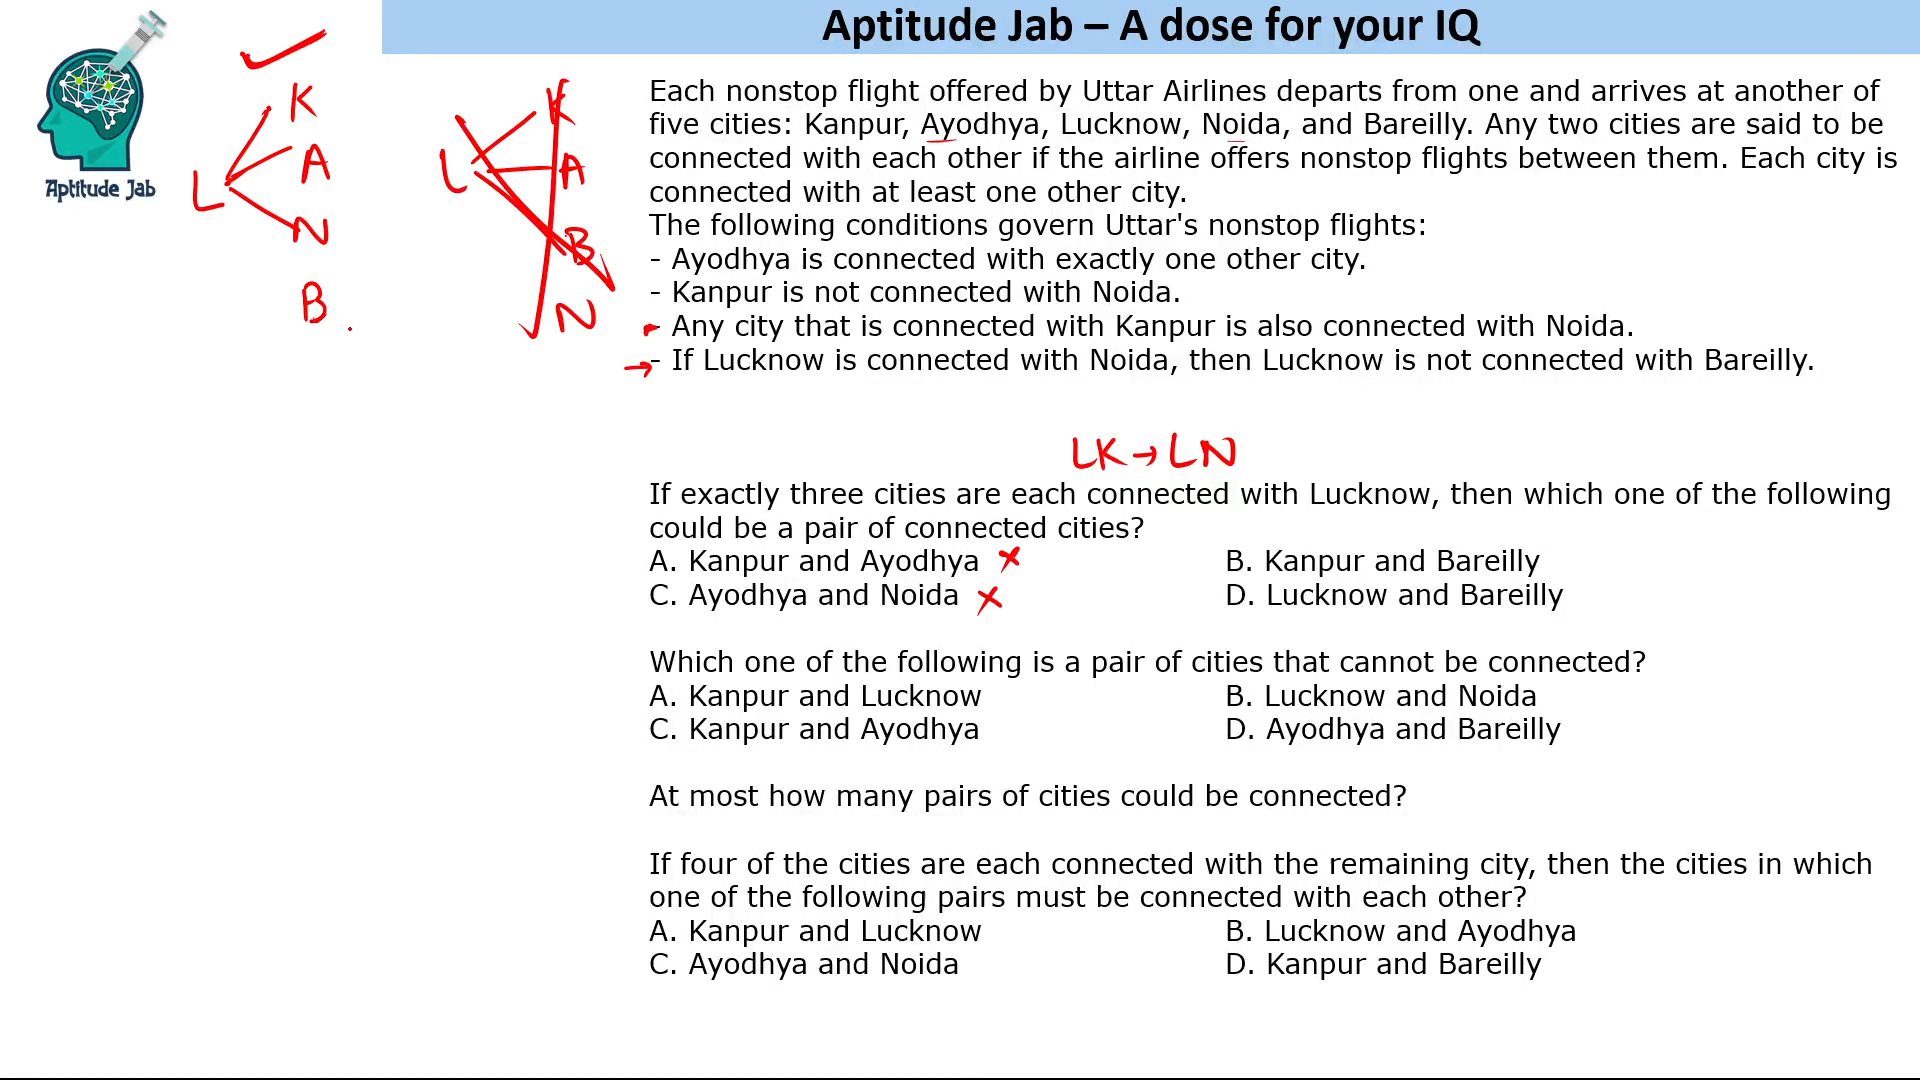 Aptitude Jab – A dose for your IQ
Aptitude Jab
K
A
L
N
B
K
A
L
B
N
Each nonstop flight offered by Uttar Airlines departs from one and arrives at another of
five cities: Kanpur, Ayodhya, Lucknow, Noida, and Bareilly. Any two cities are said to be
connected with each other if the airline offers nonstop flights between them. Each city is
connected with at least one other city.
The following conditions govern Uttar's nonstop flights:
- Ayodhya is connected with exactly one other city.
- Kanpur is not connected with Noida.
- Any city that is connected with Kanpur is also connected with Noida.
- If Lucknow is connected with Noida, then Lucknow is not connected with Bareilly.
LK → LN
If exactly three cities are each connected with Lucknow, then which one of the following
could be a pair of connected cities?
A. Kanpur and Ayodhya B. Kanpur and Bareilly
C. Ayodhya and Noida D. Lucknow and Bareilly
Which one of the following is a pair of cities that cannot be connected?
A. Kanpur and Lucknow B. Lucknow and Noida
C. Kanpur and Ayodhya D. Ayodhya and Bareilly
At most how many pairs of cities could be connected?
If four of the cities are each connected with the remaining city, then the cities in which
one of the following pairs must be connected with each other?
A. Kanpur and Lucknow B. Lucknow and Ayodhya
C. Ayodhya and Noida D. Kanpur and Bareilly